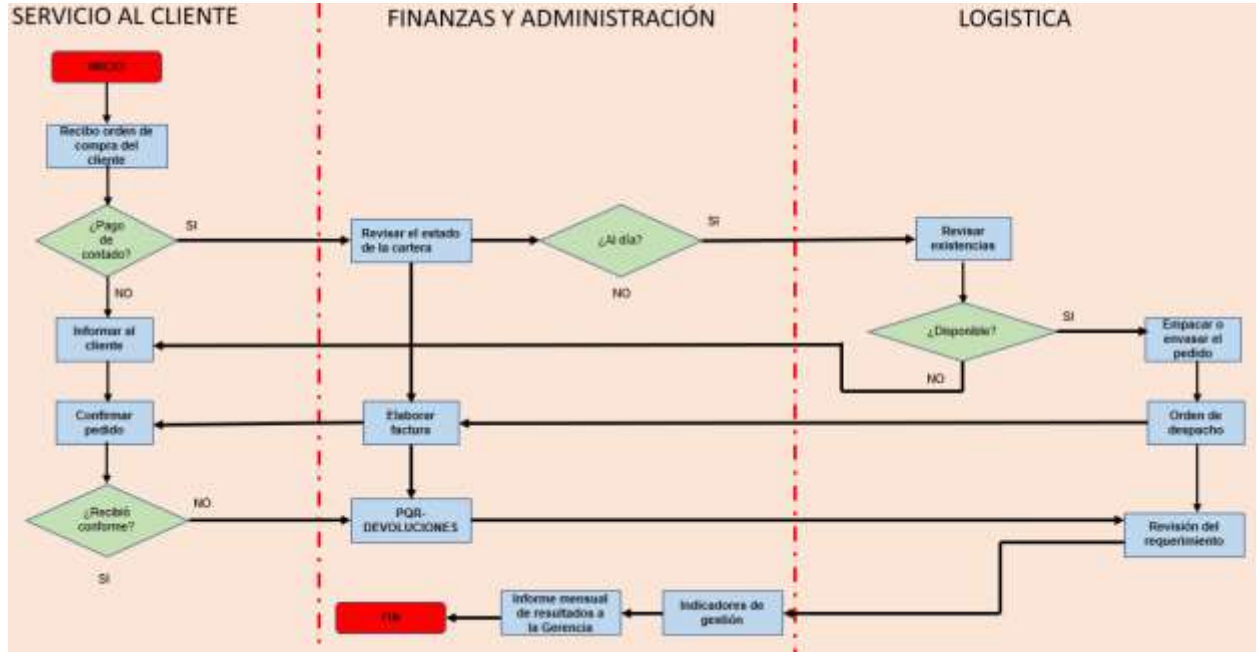 SERVICIO AL CLIENTE
FINANZAS Y ADMINISTRACIÓN
LOGISTICA
INICIO
Recibo orden de
compra del
cliente
¿Pago
de
contado?
SI
Revisar el estado
de la cartera
¿Al día?
SI
Revisar
existencias
NO
NO
Informar al
cliente
¿Disponible?
SI
Empacar o
envasar el
pedido
NO
Confirmar
pedido
Elaborar
factura
Orden de
despacho
¿Recibió
conforme?
NO
PQR-
DEVOLUCIONES
Revisión del
requerimiento
SI
FIN
Informe mensual
de resultados a
la Gerencia
Indicadores de
gestión